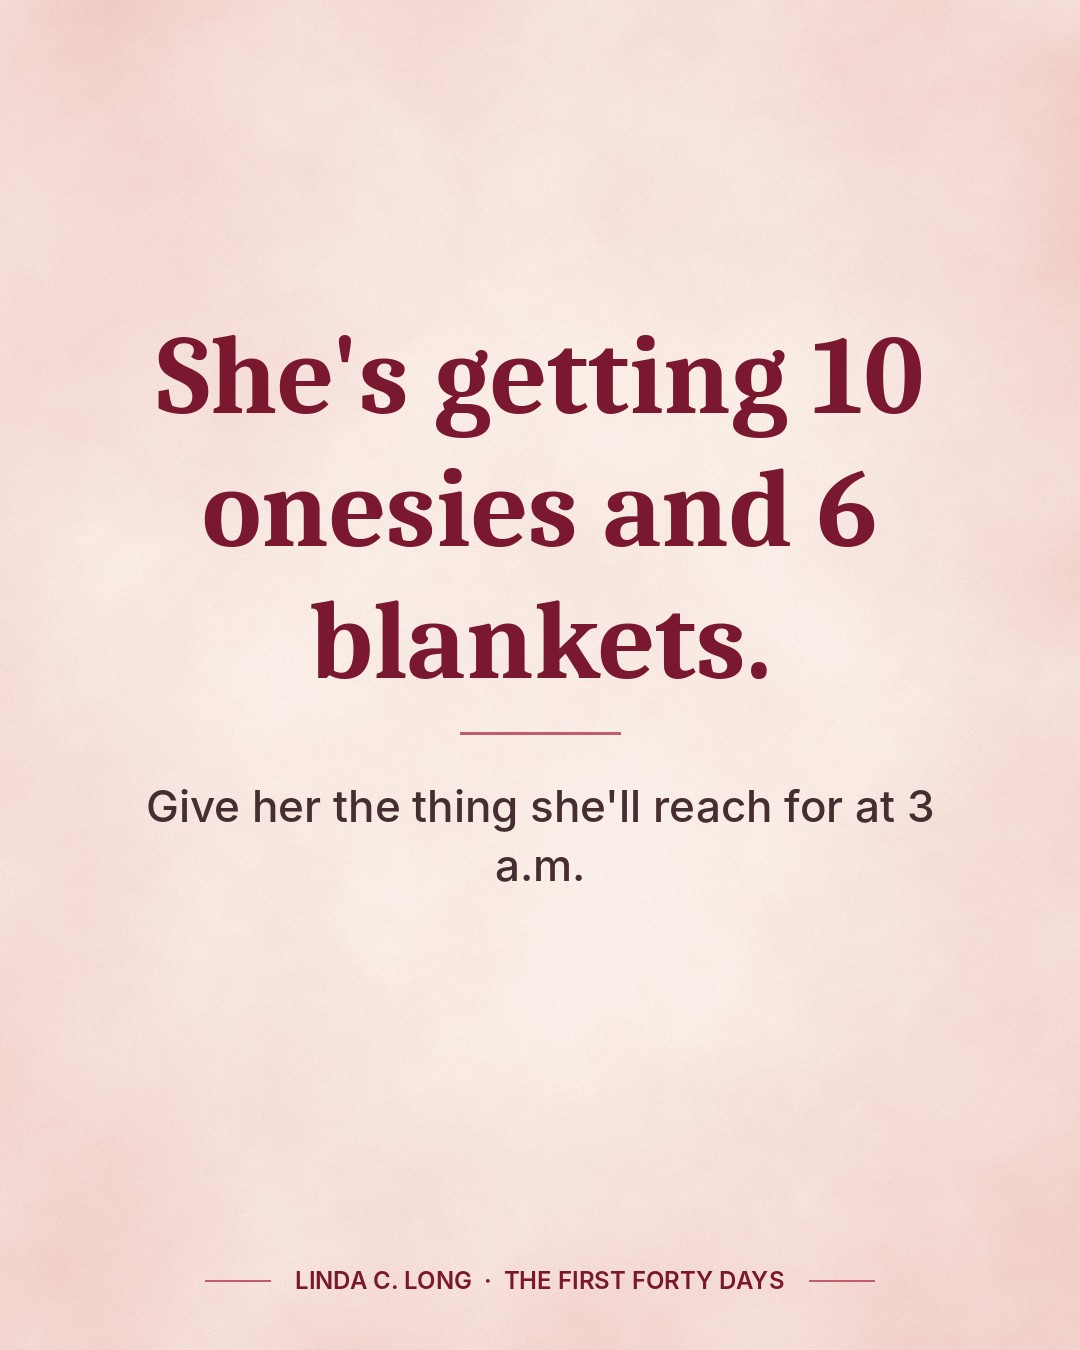 She's getting 10
onesies and 6
blankets.
Give her the thing she'll reach for at 3
a.m.
LINDA C. LONG · THE FIRST FORTY DAYS